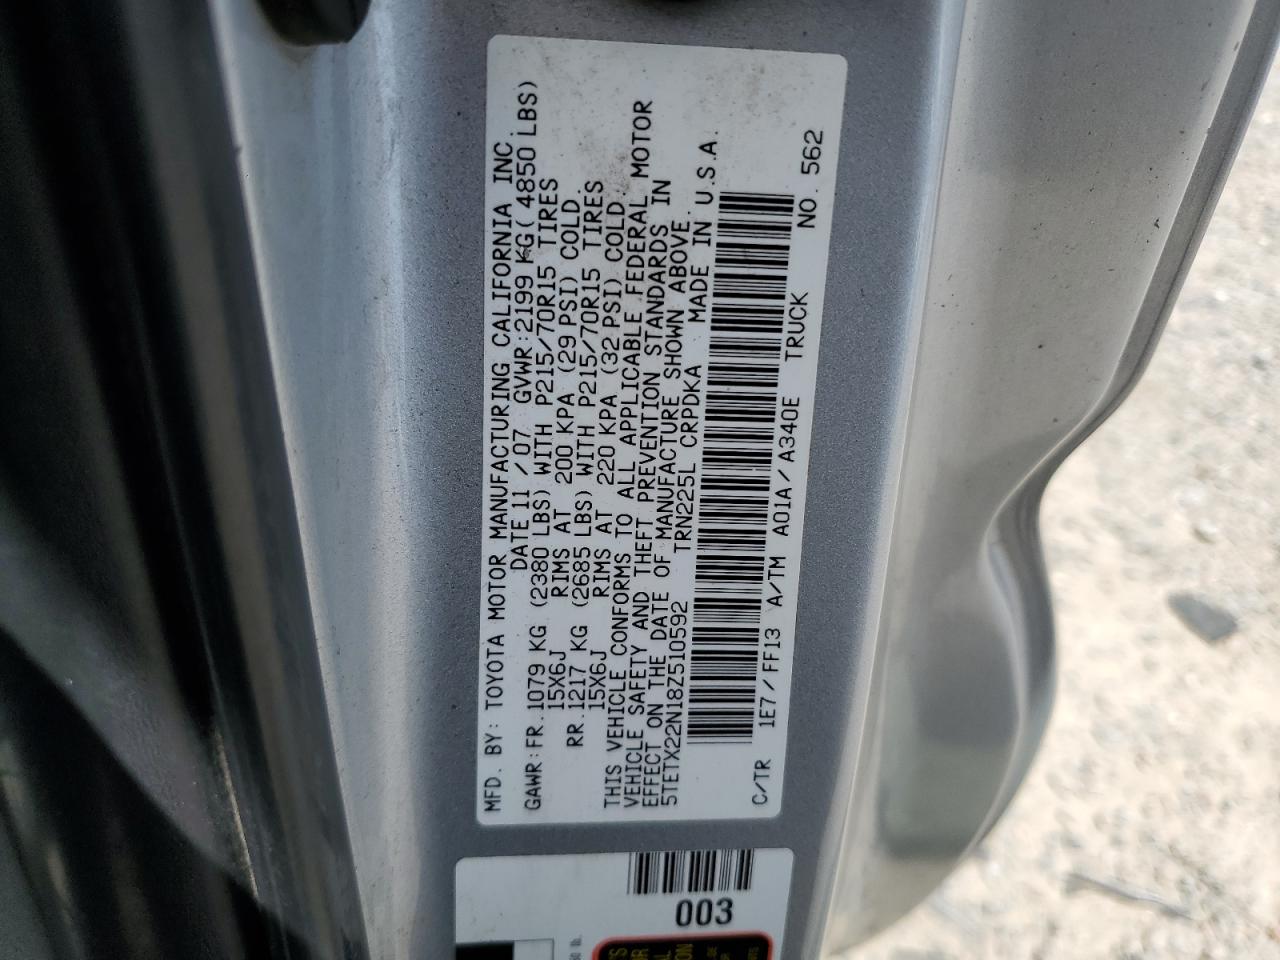 MFD. BY: TOYOTA MOTOR MANUFACTURING CALIFORNIA INC.
DATE 11/07 GVWR:2199 KG( 4850 LBS)
GAWR:FR.1079 KG (2380 LBS) WITH P215/70R15 TIRES
15X6J RIMS AT 200 KPA (29 PSI) COLD
RR.1217 KG (2685 LBS) WITH P215/70R15 TIRES
15X6J RIMS AT 220 KPA (32 PSI) COLD.
THIS VEHICLE CONFORMS TO ALL APPLICABLE FEDERAL MOTOR
VEHICLE SAFETY AND THEFT PREVENTION STANDARDS IN
EFFECT ON THE DATE OF MANUFACTURE SHOWN ABOVE.
5TETX22N18Z510592 TRN225L CRPDKA MADE IN U.S.A.
C/TR 1E7/FF13 A/TM A01A/A340E TRUCK NO. 562
003